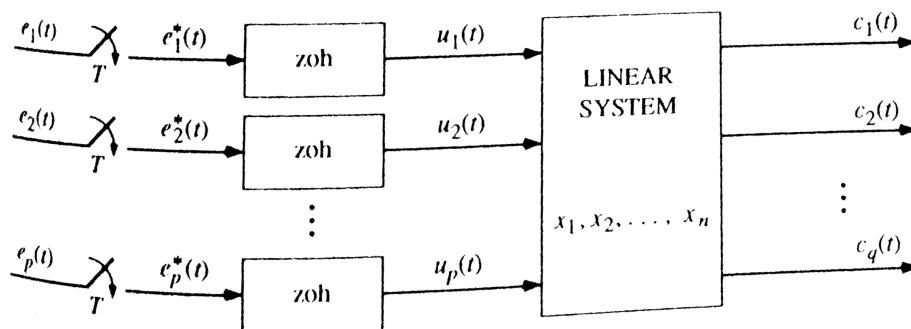 e₁(t) T e₁*(t) zoh u₁(t) c₁(t)
LINEAR
SYSTEM
e₂(t) T e₂*(t) zoh u₂(t) c₂(t)
⋮ ⋮
x₁, x₂, . . . , xₙ
eₚ(t) T eₚ*(t) zoh uₚ(t) c_q(t)